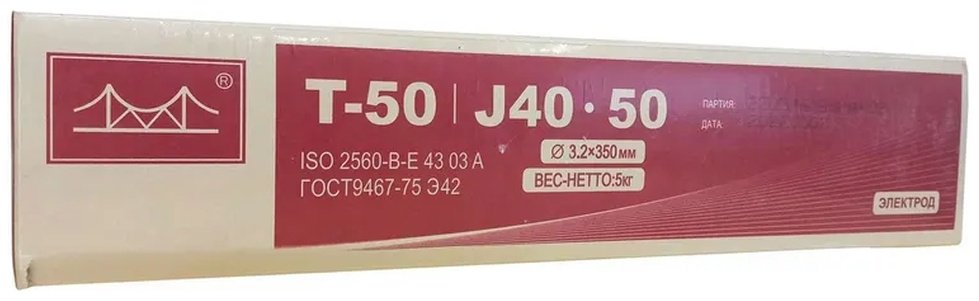 ®
T-50 | J40·50
ISO 2560-B-E 43 03 A
ГОСТ9467-75 Э42
Ø 3.2×350мм
ВЕС-НЕТТО:5кг
ПАРТИЯ:
ДАТА:
ЭЛЕКТРОД